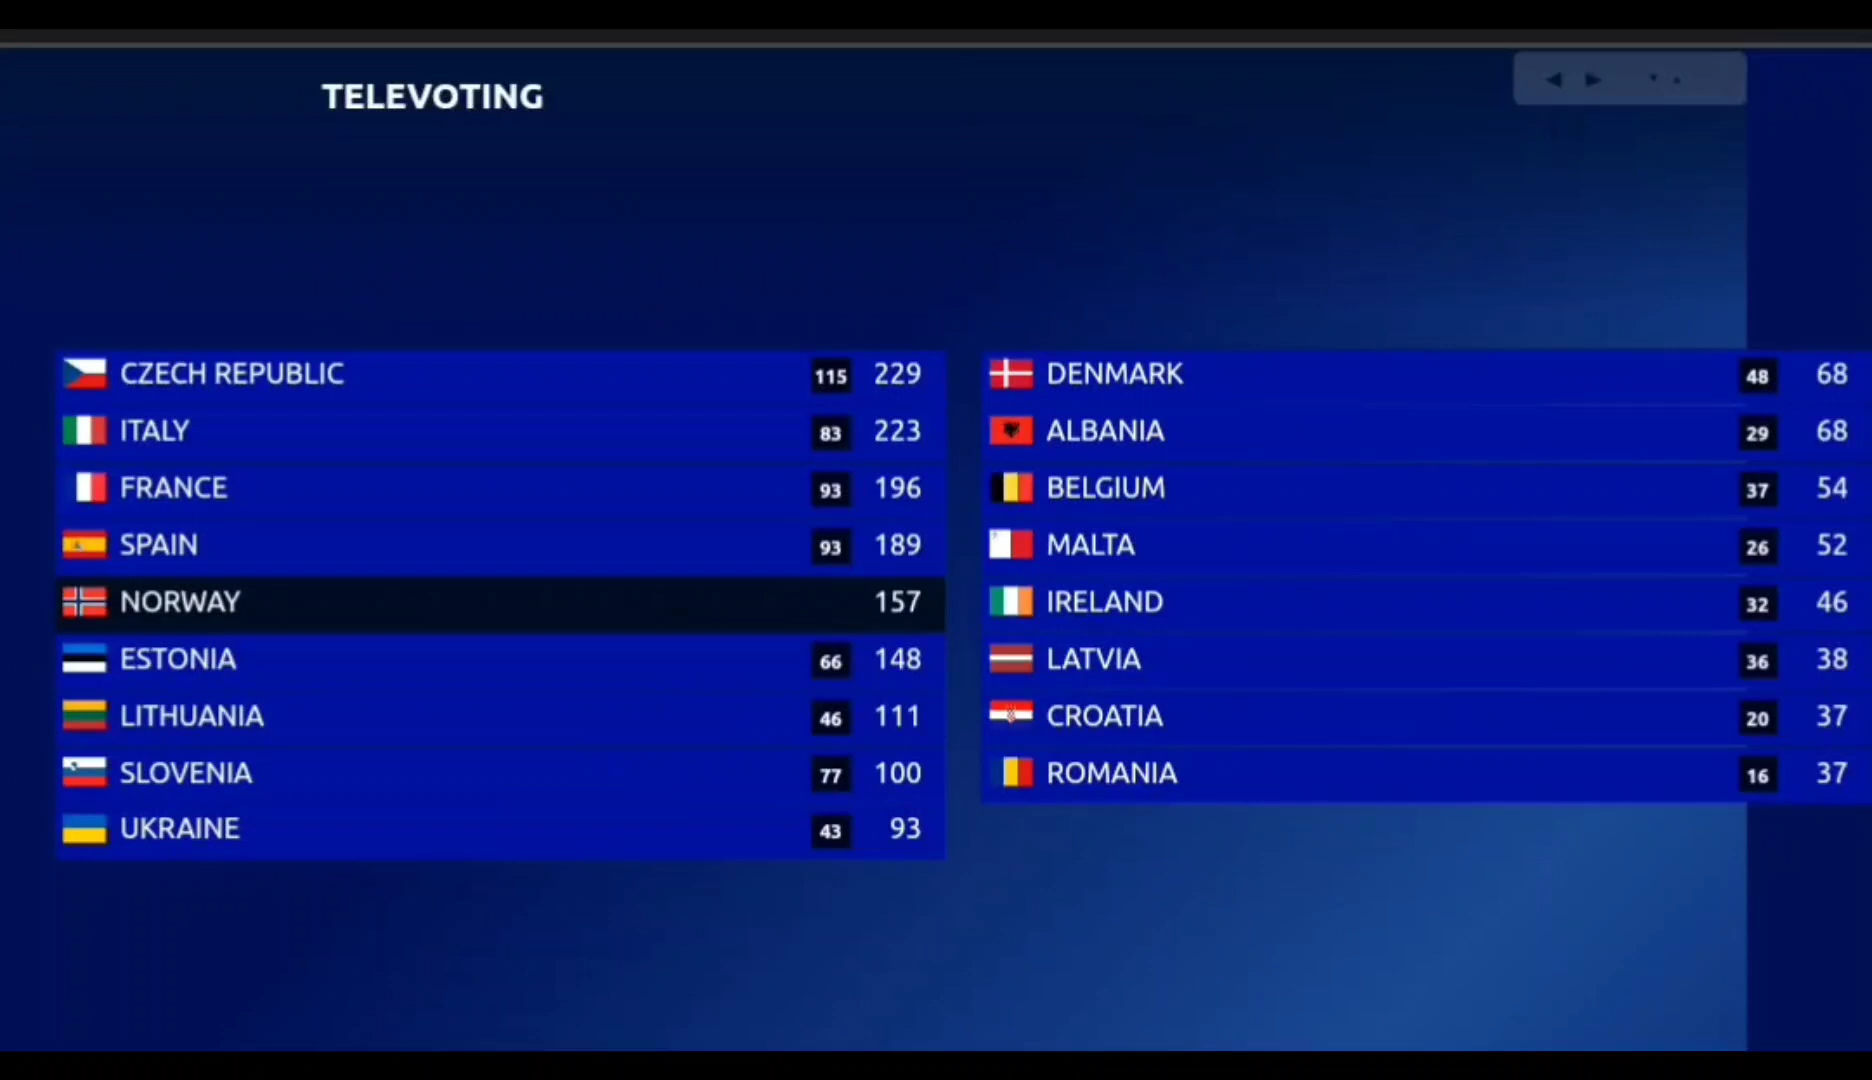 TELEVOTING
CZECH REPUBLIC 115 229
ITALY 83 223
FRANCE 93 196
SPAIN 93 189
NORWAY 157
ESTONIA 66 148
LITHUANIA 46 111
SLOVENIA 77 100
UKRAINE 43 93
DENMARK 48 68
ALBANIA 29 68
BELGIUM 37 54
MALTA 26 52
IRELAND 32 46
LATVIA 36 38
CROATIA 20 37
ROMANIA 16 37